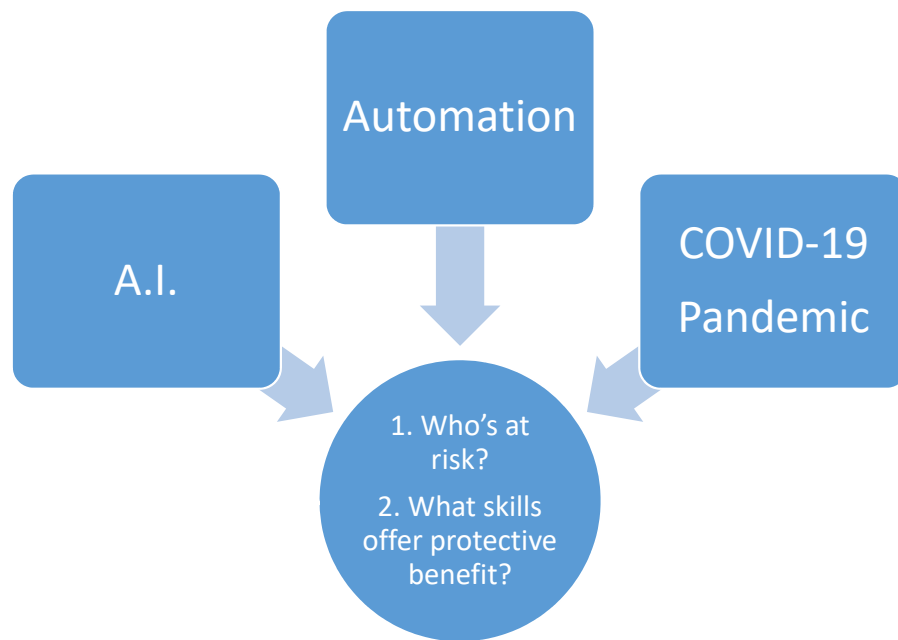 Automation
A.I.
COVID-19
Pandemic
1. Who’s at
risk?
2. What skills
offer protective
benefit?